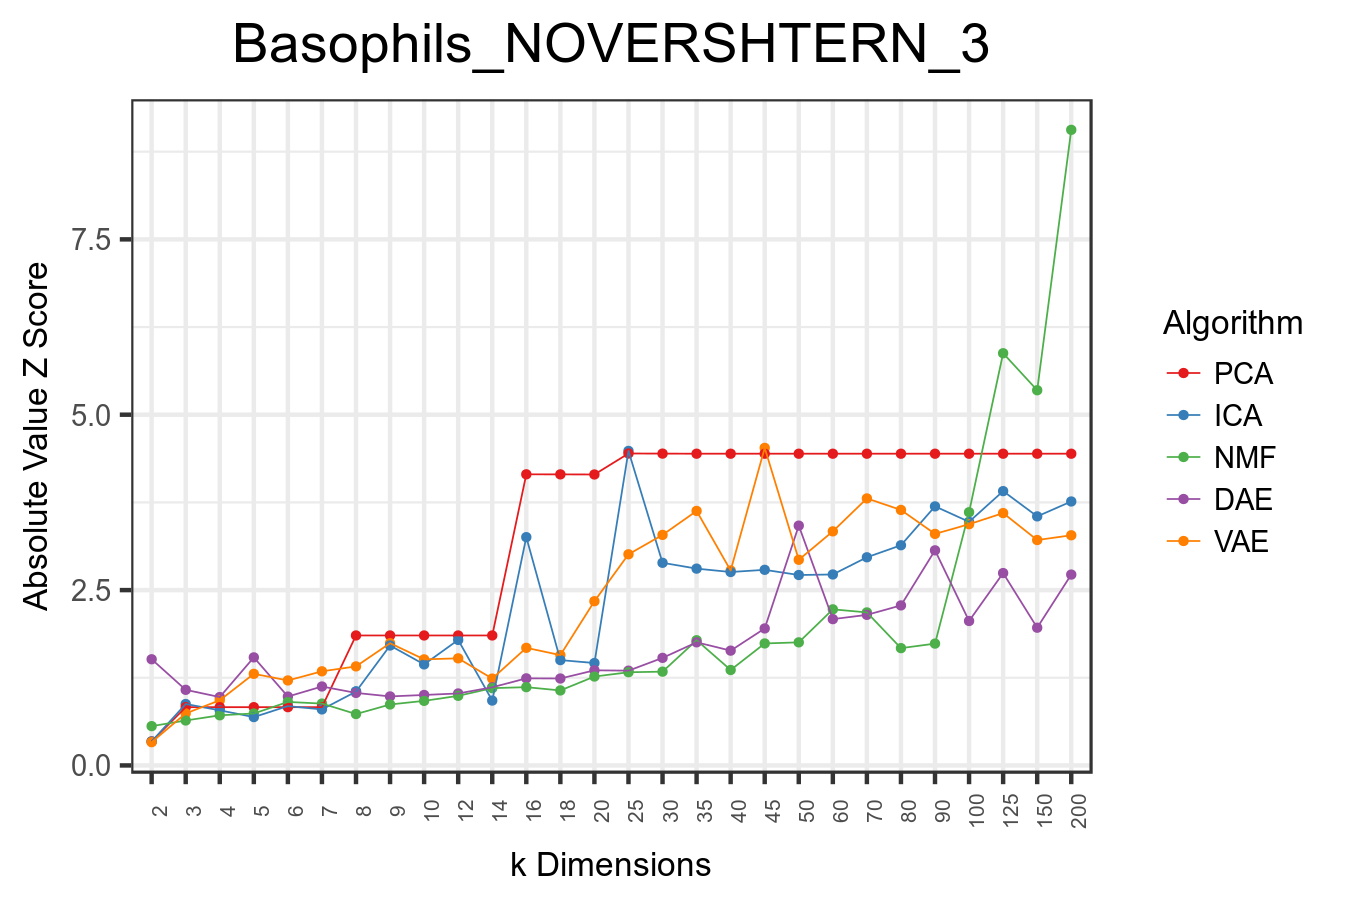 Basophils_NOVERSHTERN_3
Absolute Value Z Score
7.5
5.0
2.5
0.0
2 3 4 5 6 7 8 9 10 12 14 16 18 20 25 30 35 40 45 50 60 70 80 90 100 125 150 200
k Dimensions
Algorithm
PCA
ICA
NMF
DAE
VAE